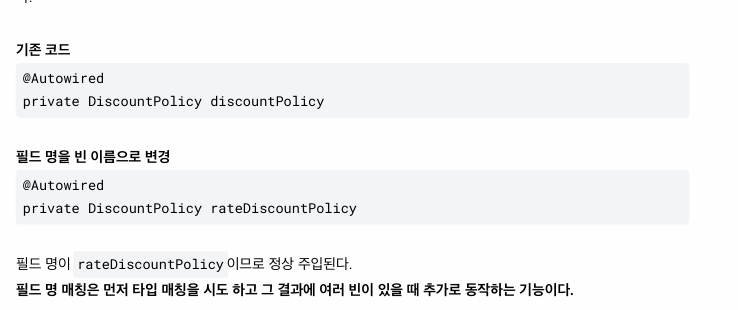 기존 코드
@Autowired
private DiscountPolicy discountPolicy
필드 명을 빈 이름으로 변경
@Autowired
private DiscountPolicy rateDiscountPolicy
필드 명이 rateDiscountPolicy 이므로 정상 주입된다.
필드 명 매칭은 먼저 타입 매칭을 시도 하고 그 결과에 여러 빈이 있을 때 추가로 동작하는 기능이다.